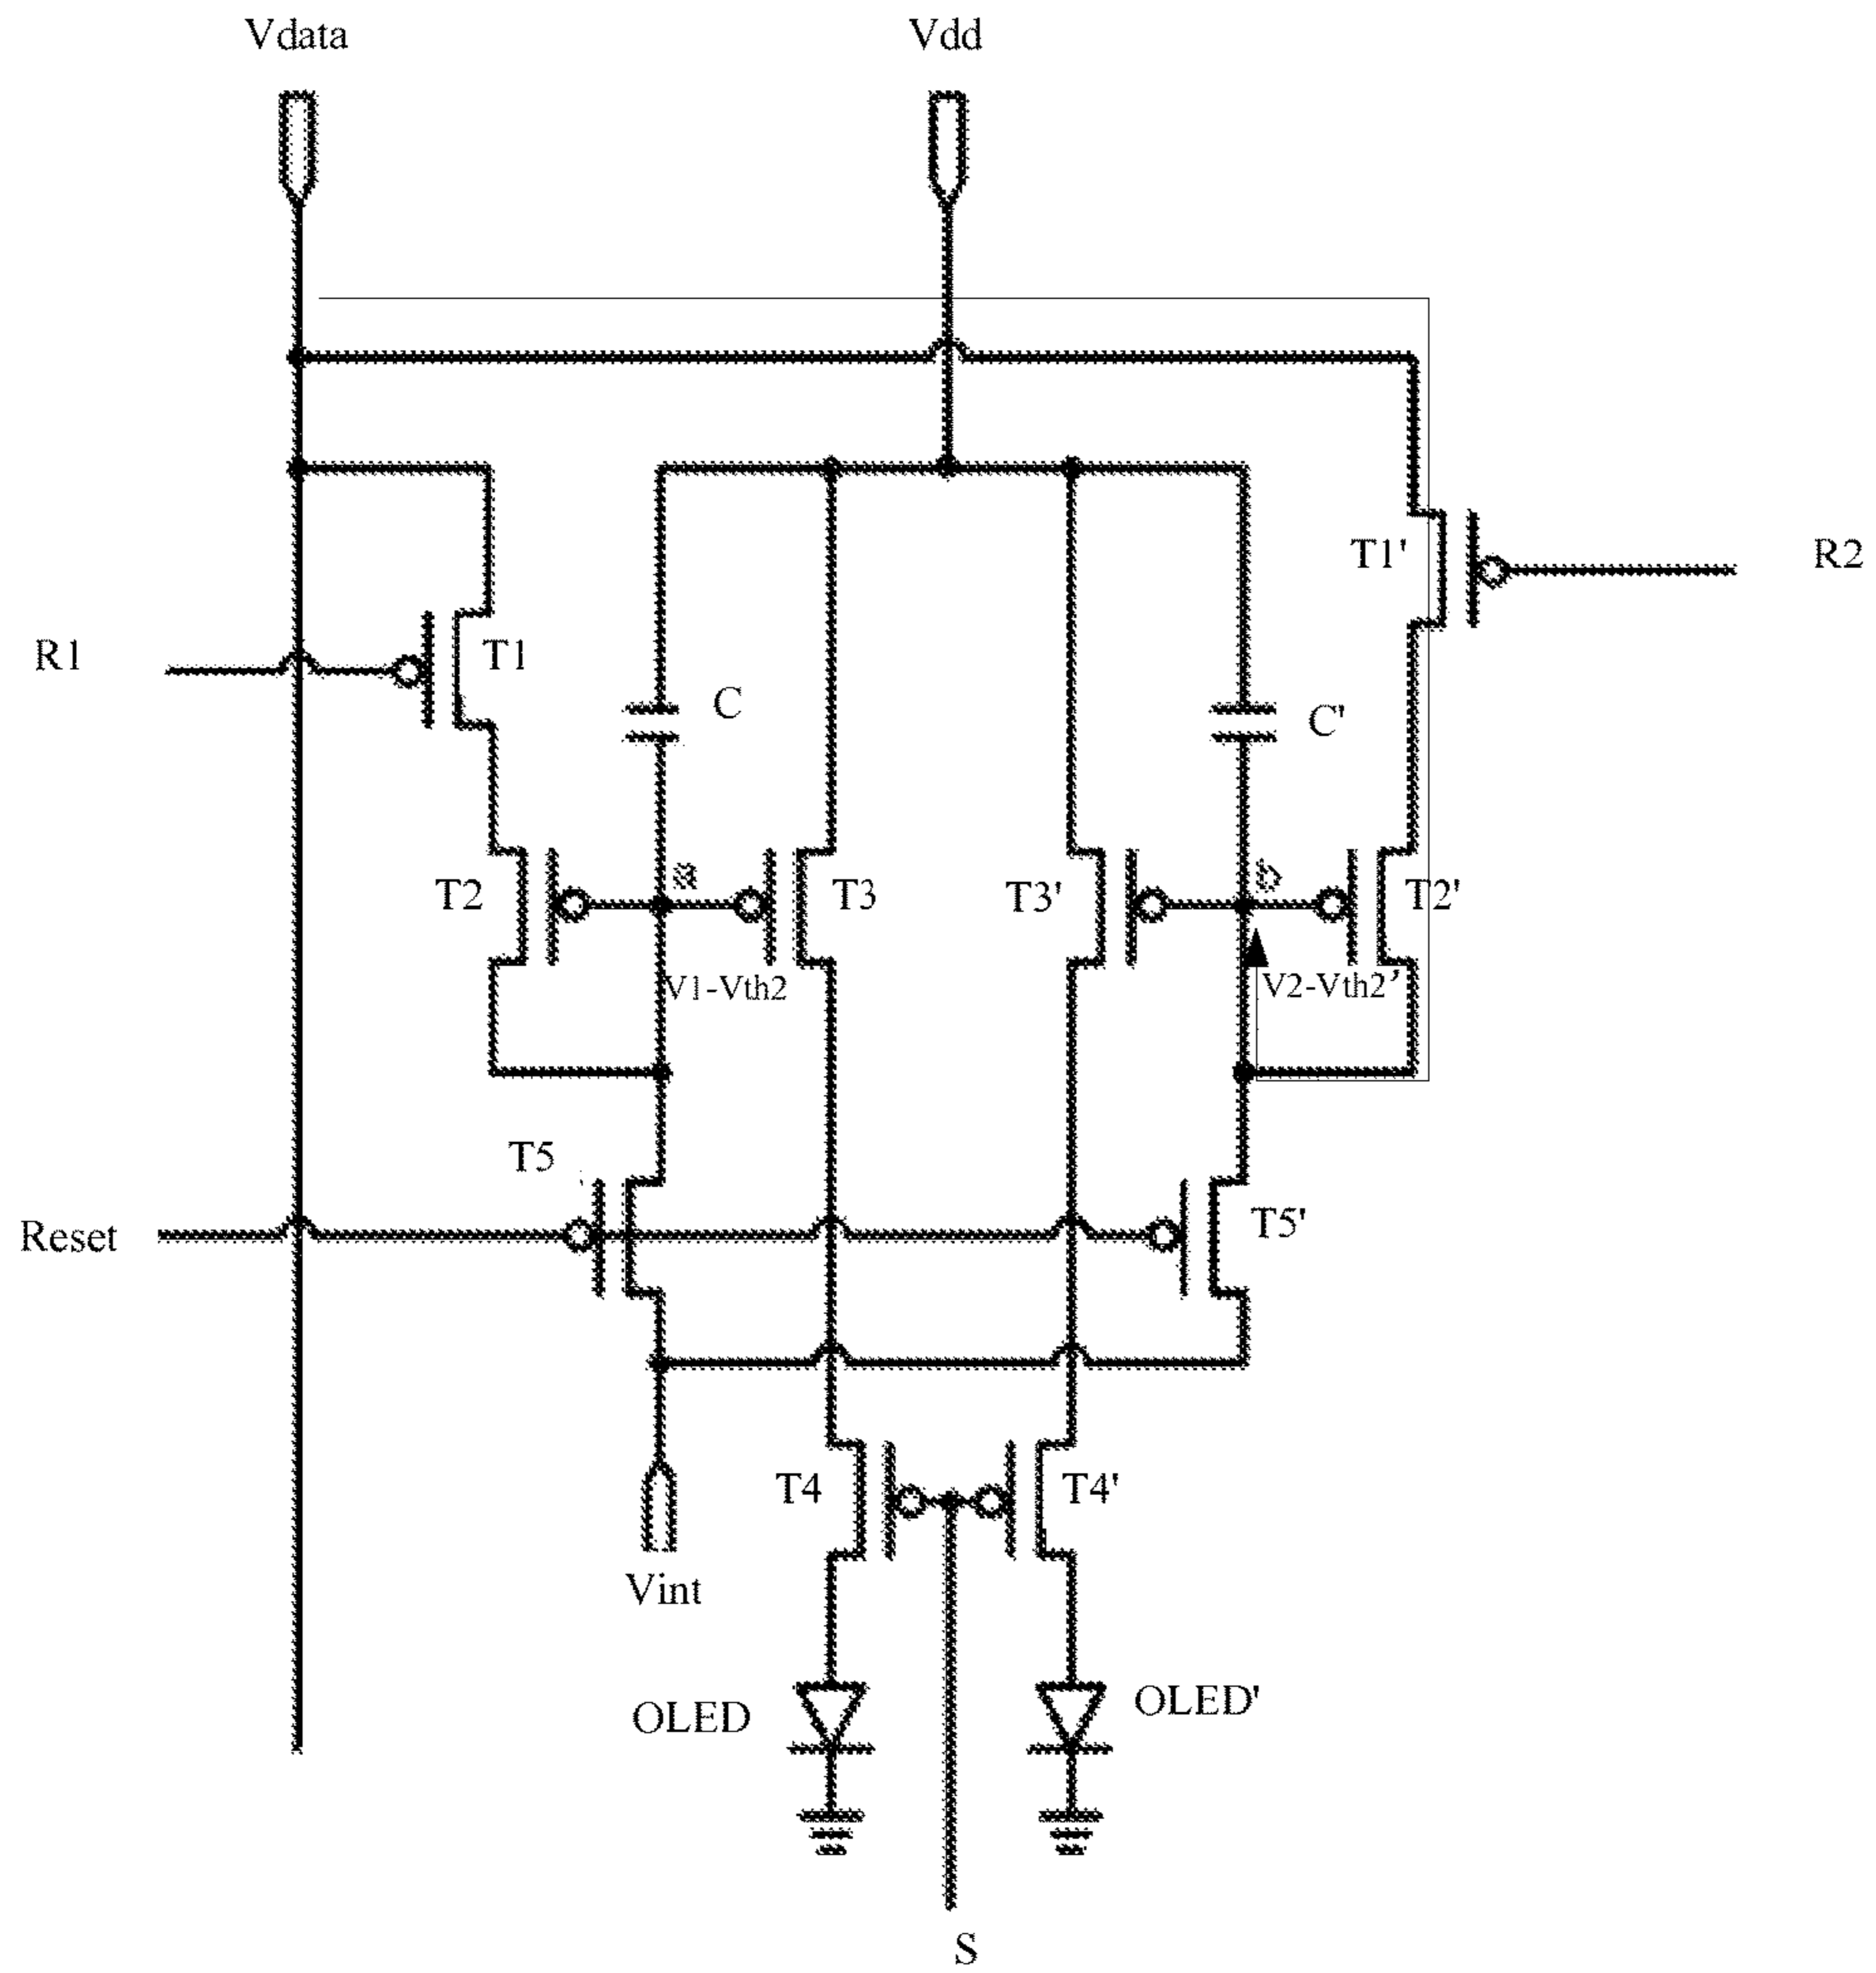 Vdata
Vdd
T1'
R2
R1
T1
C
C'
a
b
T2
T3
T3'
T2'
V1-Vth2
V2-Vth2'
T5
T5'
Reset
T4
T4'
Vint
OLED
OLED'
S